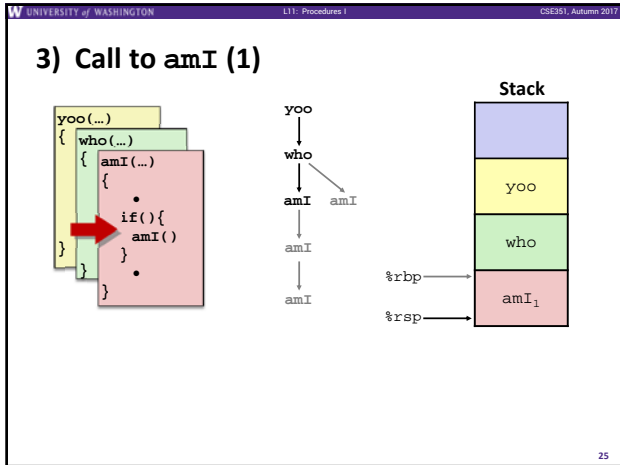 UNIVERSITY of WASHINGTON
L11: Procedures I
CSE351, Autumn 2017
3) Call to amI (1)
yoo(…)
{
}
who(…)
{
}
amI(…)
{
•
if(){
amI()
}
•
}
yoo
who
amI amI
amI
amI
Stack
yoo
who
%rbp
amI1
%rsp
25